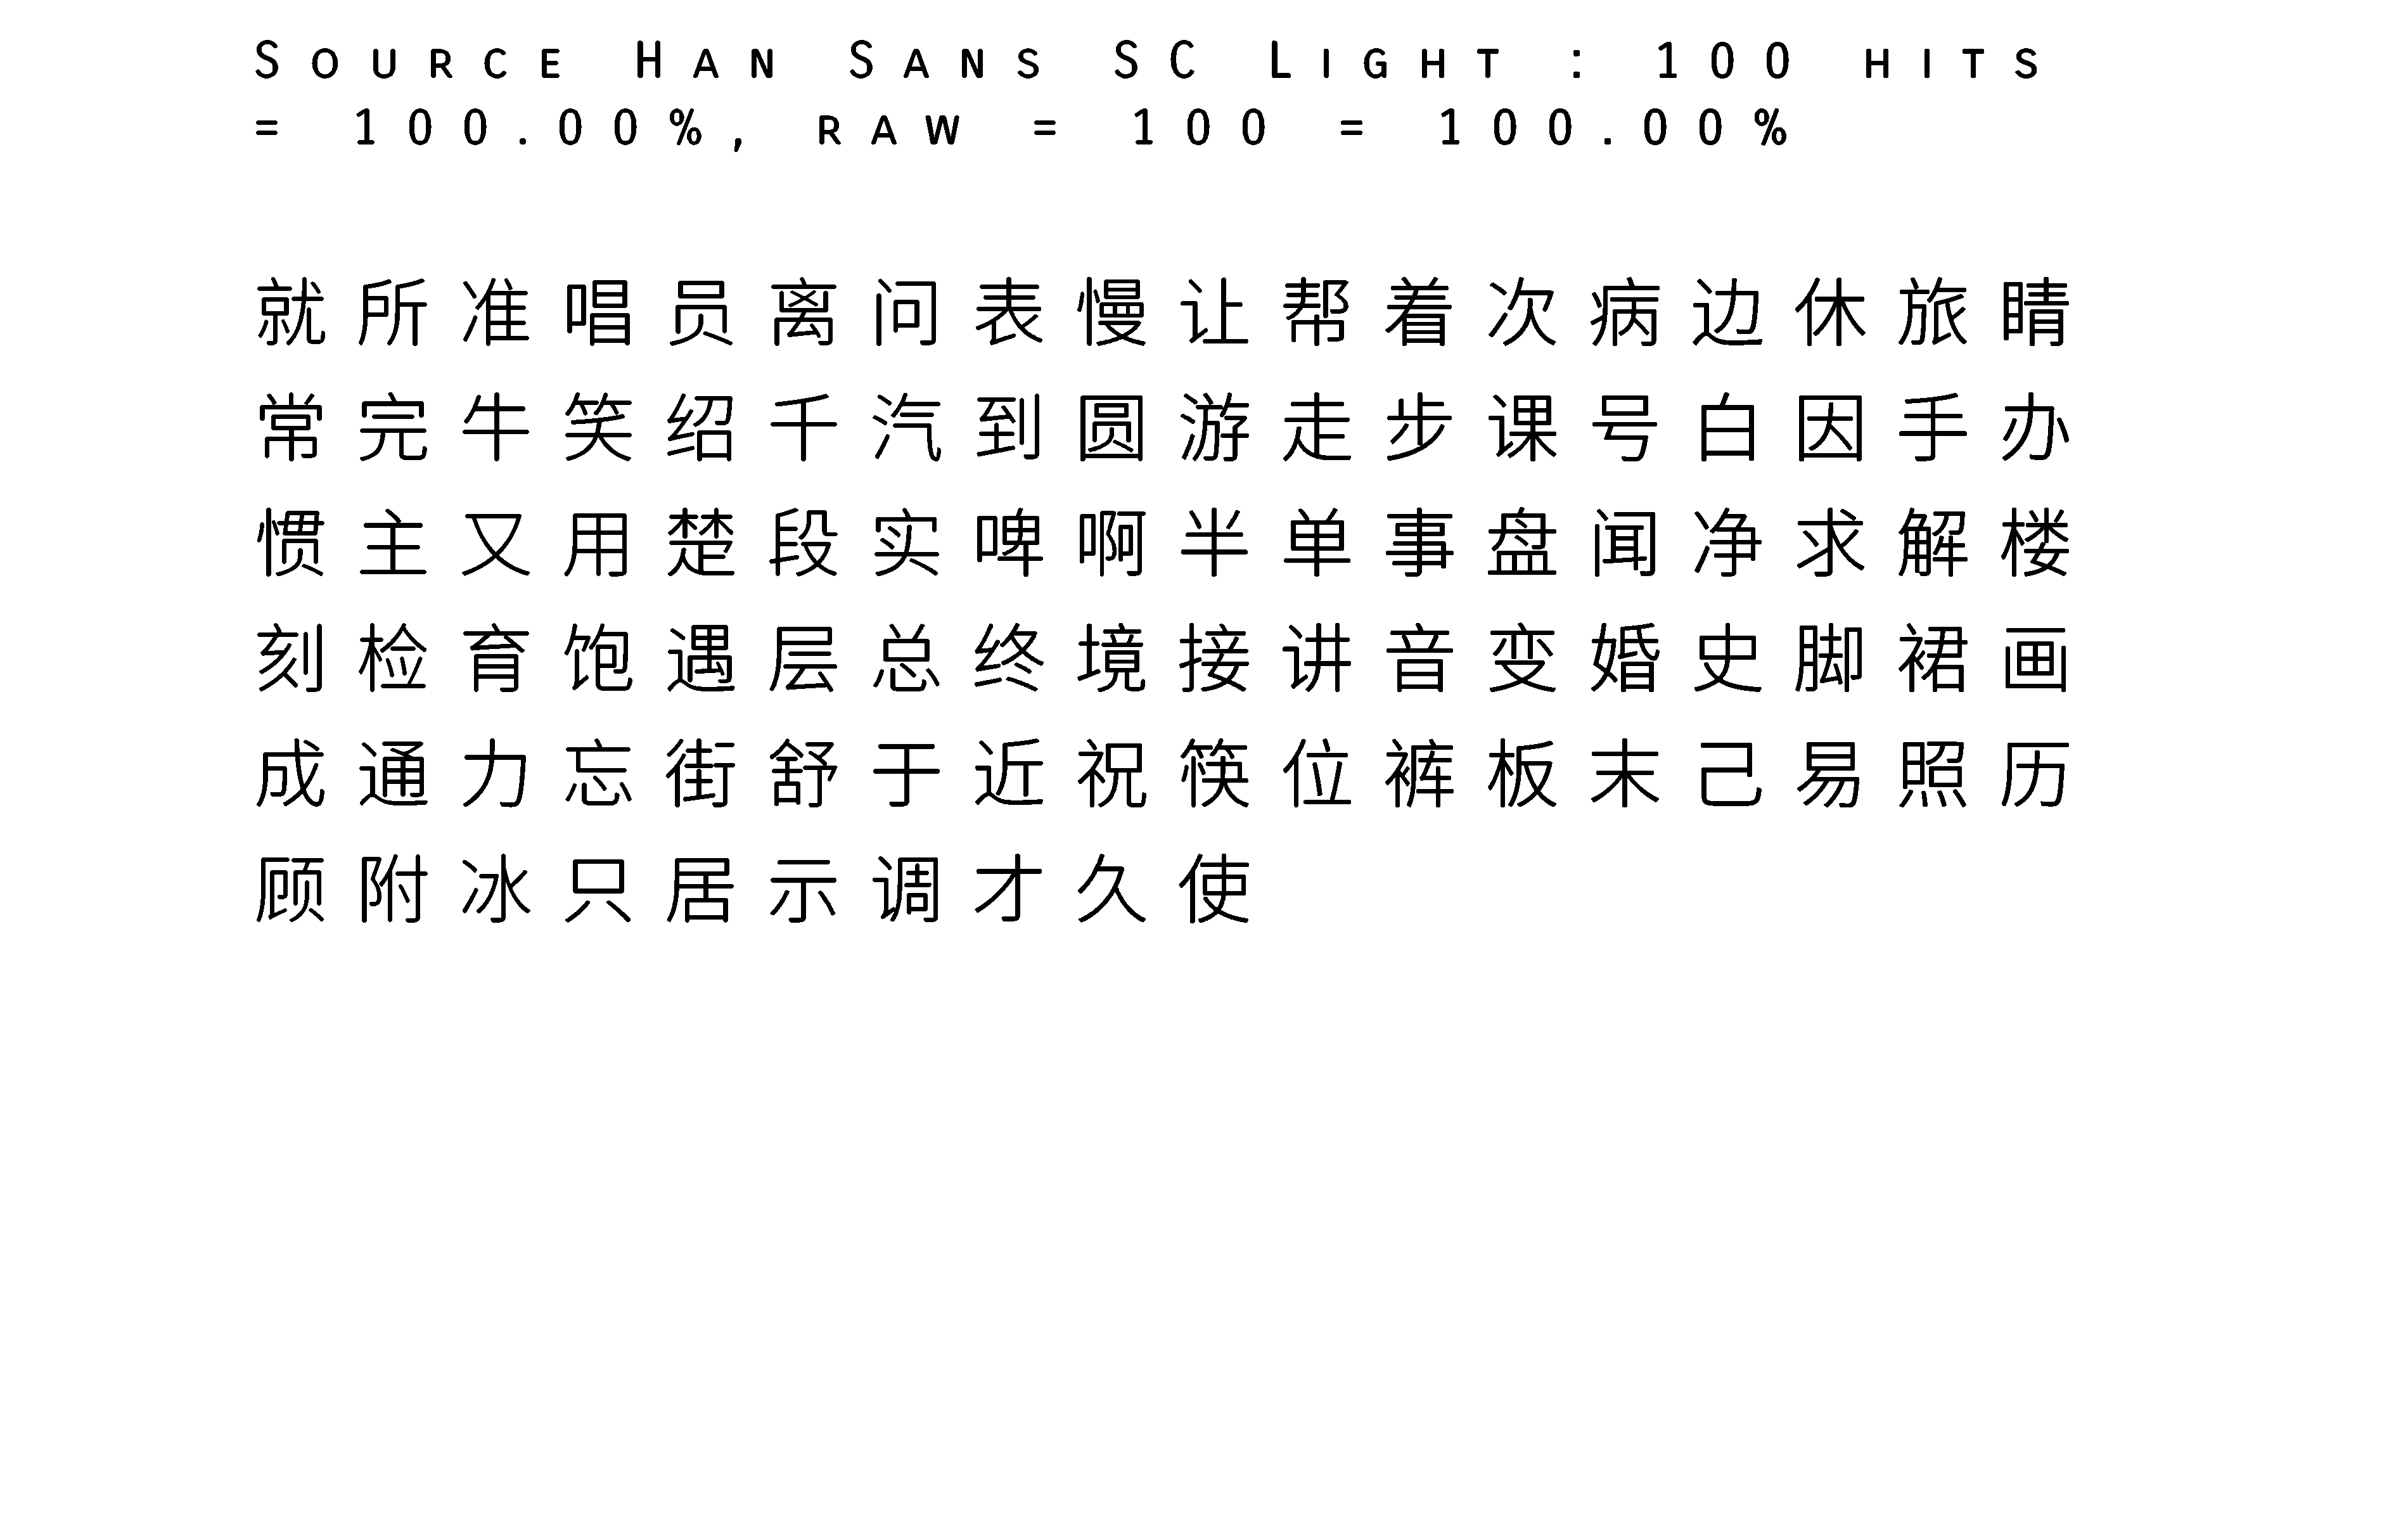 Source Han Sans SC Light : 100 hits
= 100.00%, raw = 100 = 100.00%
就所准唱员离问表慢让帮着次病边休旅睛
常完牛笑绍千汽到圆游走步课号白因手办
惯主又用楚段实啤啊半单事盘闻净求解楼
刻检育饱遇层总终境接讲音变婚史脚裙画
成通力忘街舒于近祝筷位裤板末己易照历
顾附冰只居示调才久使